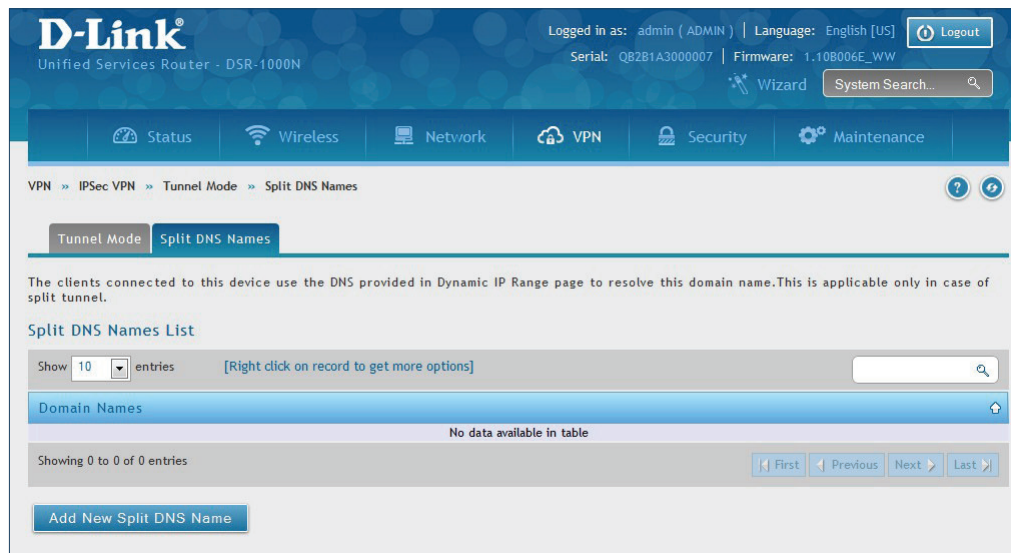 D-Link®
Unified Services Router - DSR-1000N
Logged in as: admin ( ADMIN ) | Language: English [US]
Logout
Serial: QB2B1A3000007 | Firmware: 1.10B006E_WW
Wizard
System Search...
Status
Wireless
Network
VPN
Security
Maintenance
VPN » IPSec VPN » Tunnel Mode » Split DNS Names
?
Tunnel Mode
Split DNS Names
The clients connected to this device use the DNS provided in Dynamic IP Range page to resolve this domain name.This is applicable only in case of
split tunnel.
Split DNS Names List
Show 10 entries
[Right click on record to get more options]
Domain Names
No data available in table
Showing 0 to 0 of 0 entries
First
Previous
Next
Last
Add New Split DNS Name